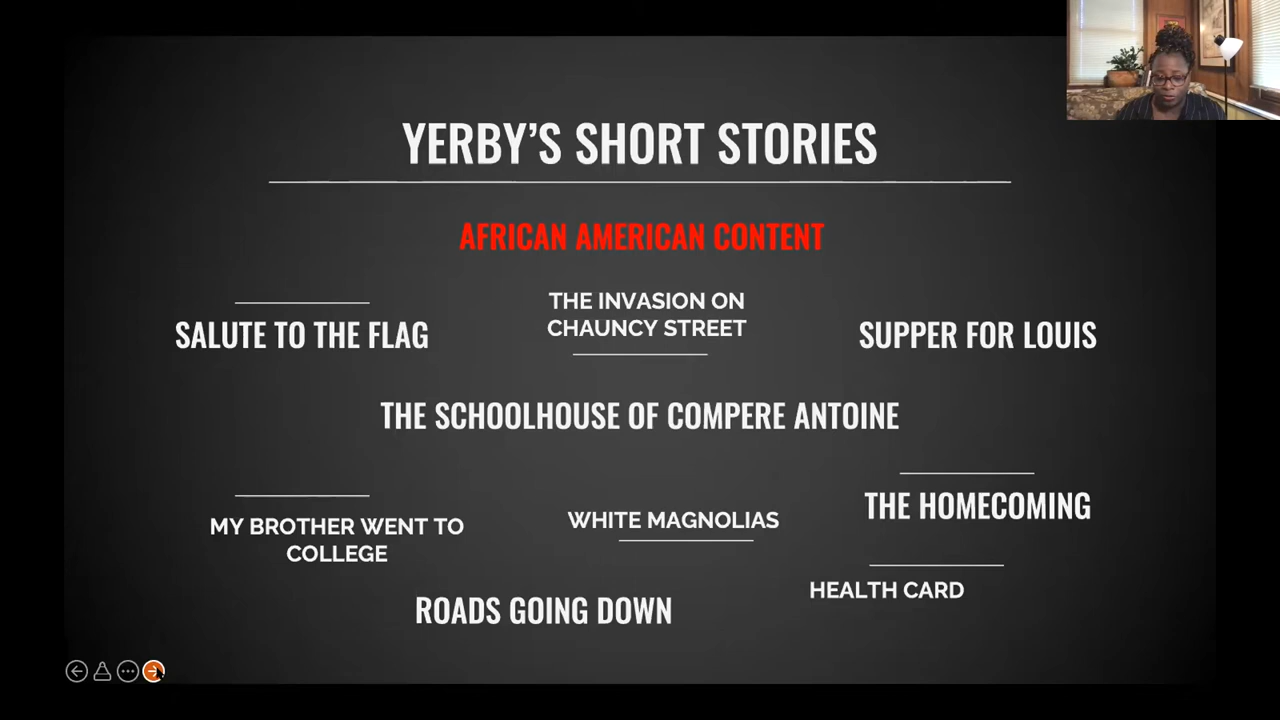 YERBY'S SHORT STORIES
AFRICAN AMERICAN CONTENT
SALUTE TO THE FLAG
THE INVASION ON
CHAUNCY STREET
SUPPER FOR LOUIS
THE SCHOOLHOUSE OF COMPERE ANTOINE
MY BROTHER WENT TO
COLLEGE
WHITE MAGNOLIAS
THE HOMECOMING
HEALTH CARD
ROADS GOING DOWN